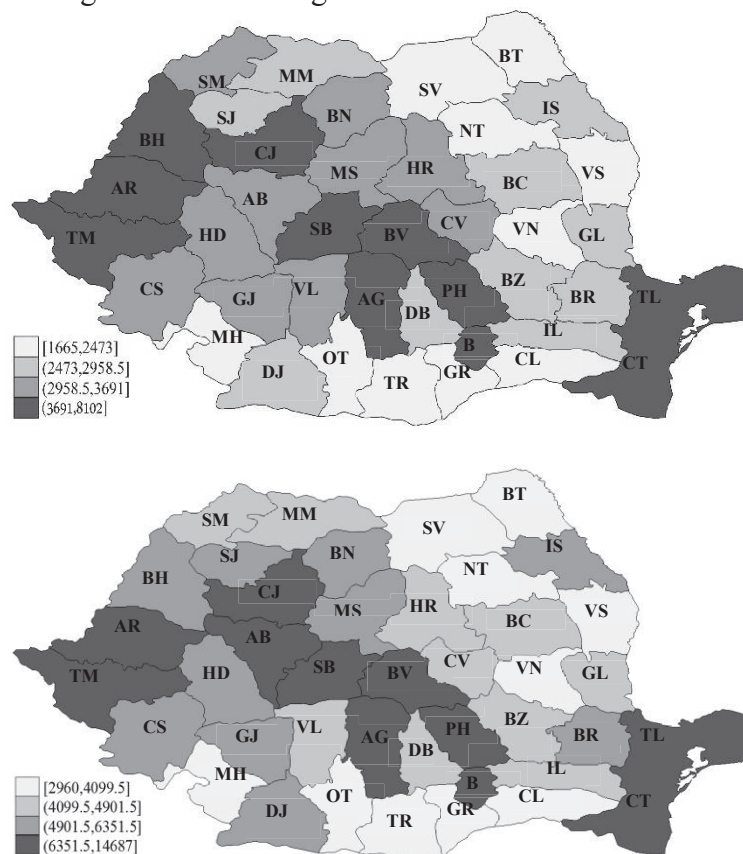 BT
SM MM SV
SJ BN IS
BH CJ NT
MS HR BC VS
AR AB
TM HD SB BV CV VN GL
CS GJ VL AG PH BZ BR TL
DB
[1665,2473] MH B IL
(2473,2958.5] DJ OT GR CL CT
(2958.5,3691] TR
(3691,8102]
BT
SM MM SV
SJ BN IS
BH CJ NT
MS HR BC VS
AR AB
TM HD SB BV CV VN GL
CS GJ VL AG PH BZ BR TL
DB
[2960,4099.5] MH B IL
(4099.5,4901.5] DJ OT GR CL CT
(4901.5,6351.5] TR
(6351.5,14687]